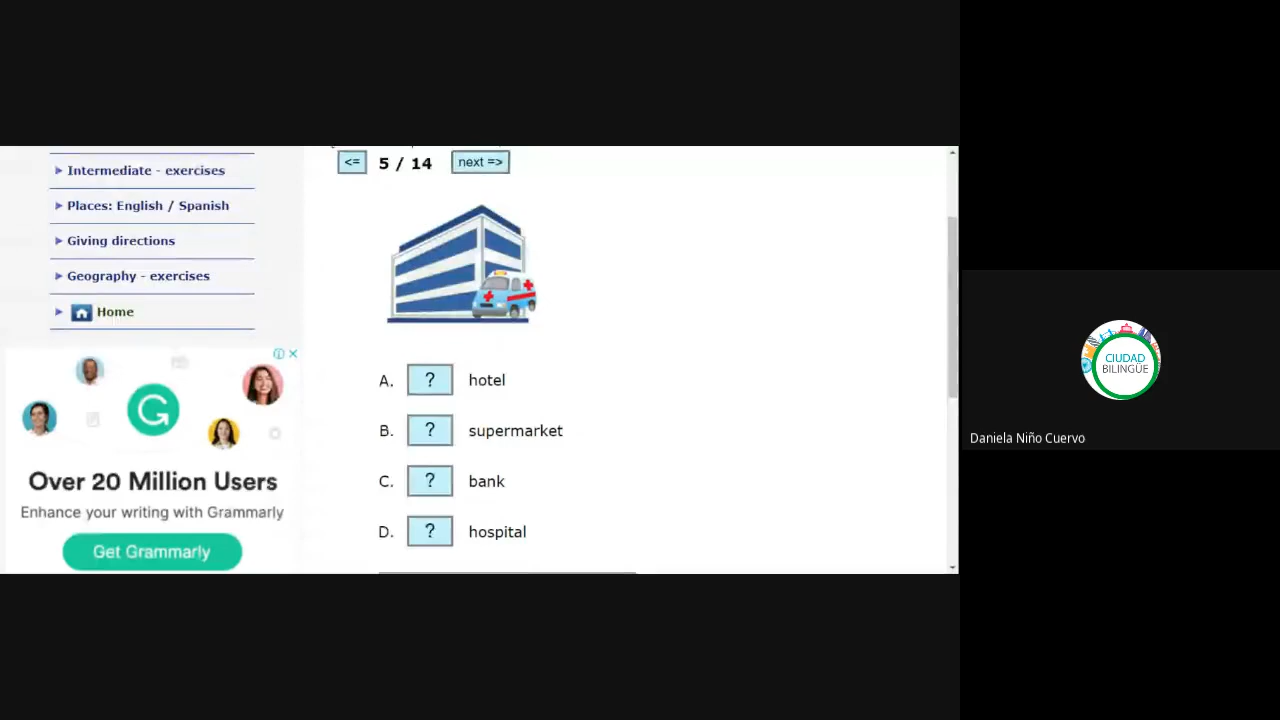 Intermediate - exercises
Places: English / Spanish
Giving directions
Geography - exercises
Home
Over 20 Million Users
Enhance your writing with Grammarly
Get Grammarly
<= 5 / 14 next =>
A. ? hotel
B. ? supermarket
C. ? bank
D. ? hospital
CIUDAD
BILINGÜE
Daniela Niño Cuervo